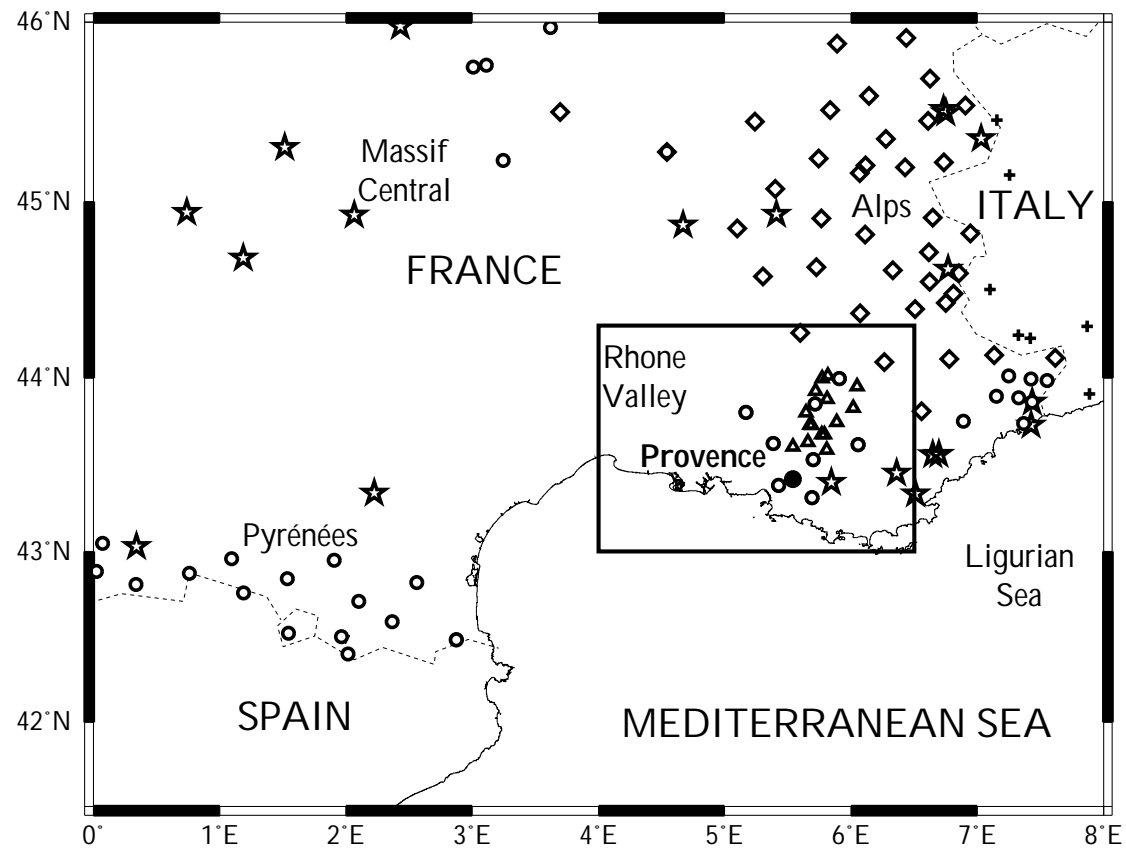 46°N
Massif
Central
45°N
Alps
ITALY
FRANCE
Rhone
Valley
44°N
Provence
Pyrénées
43°N
Ligurian
Sea
SPAIN
42°N
MEDITERRANEAN SEA
0°
1°E
2°E
3°E
4°E
5°E
6°E
7°E
8°E